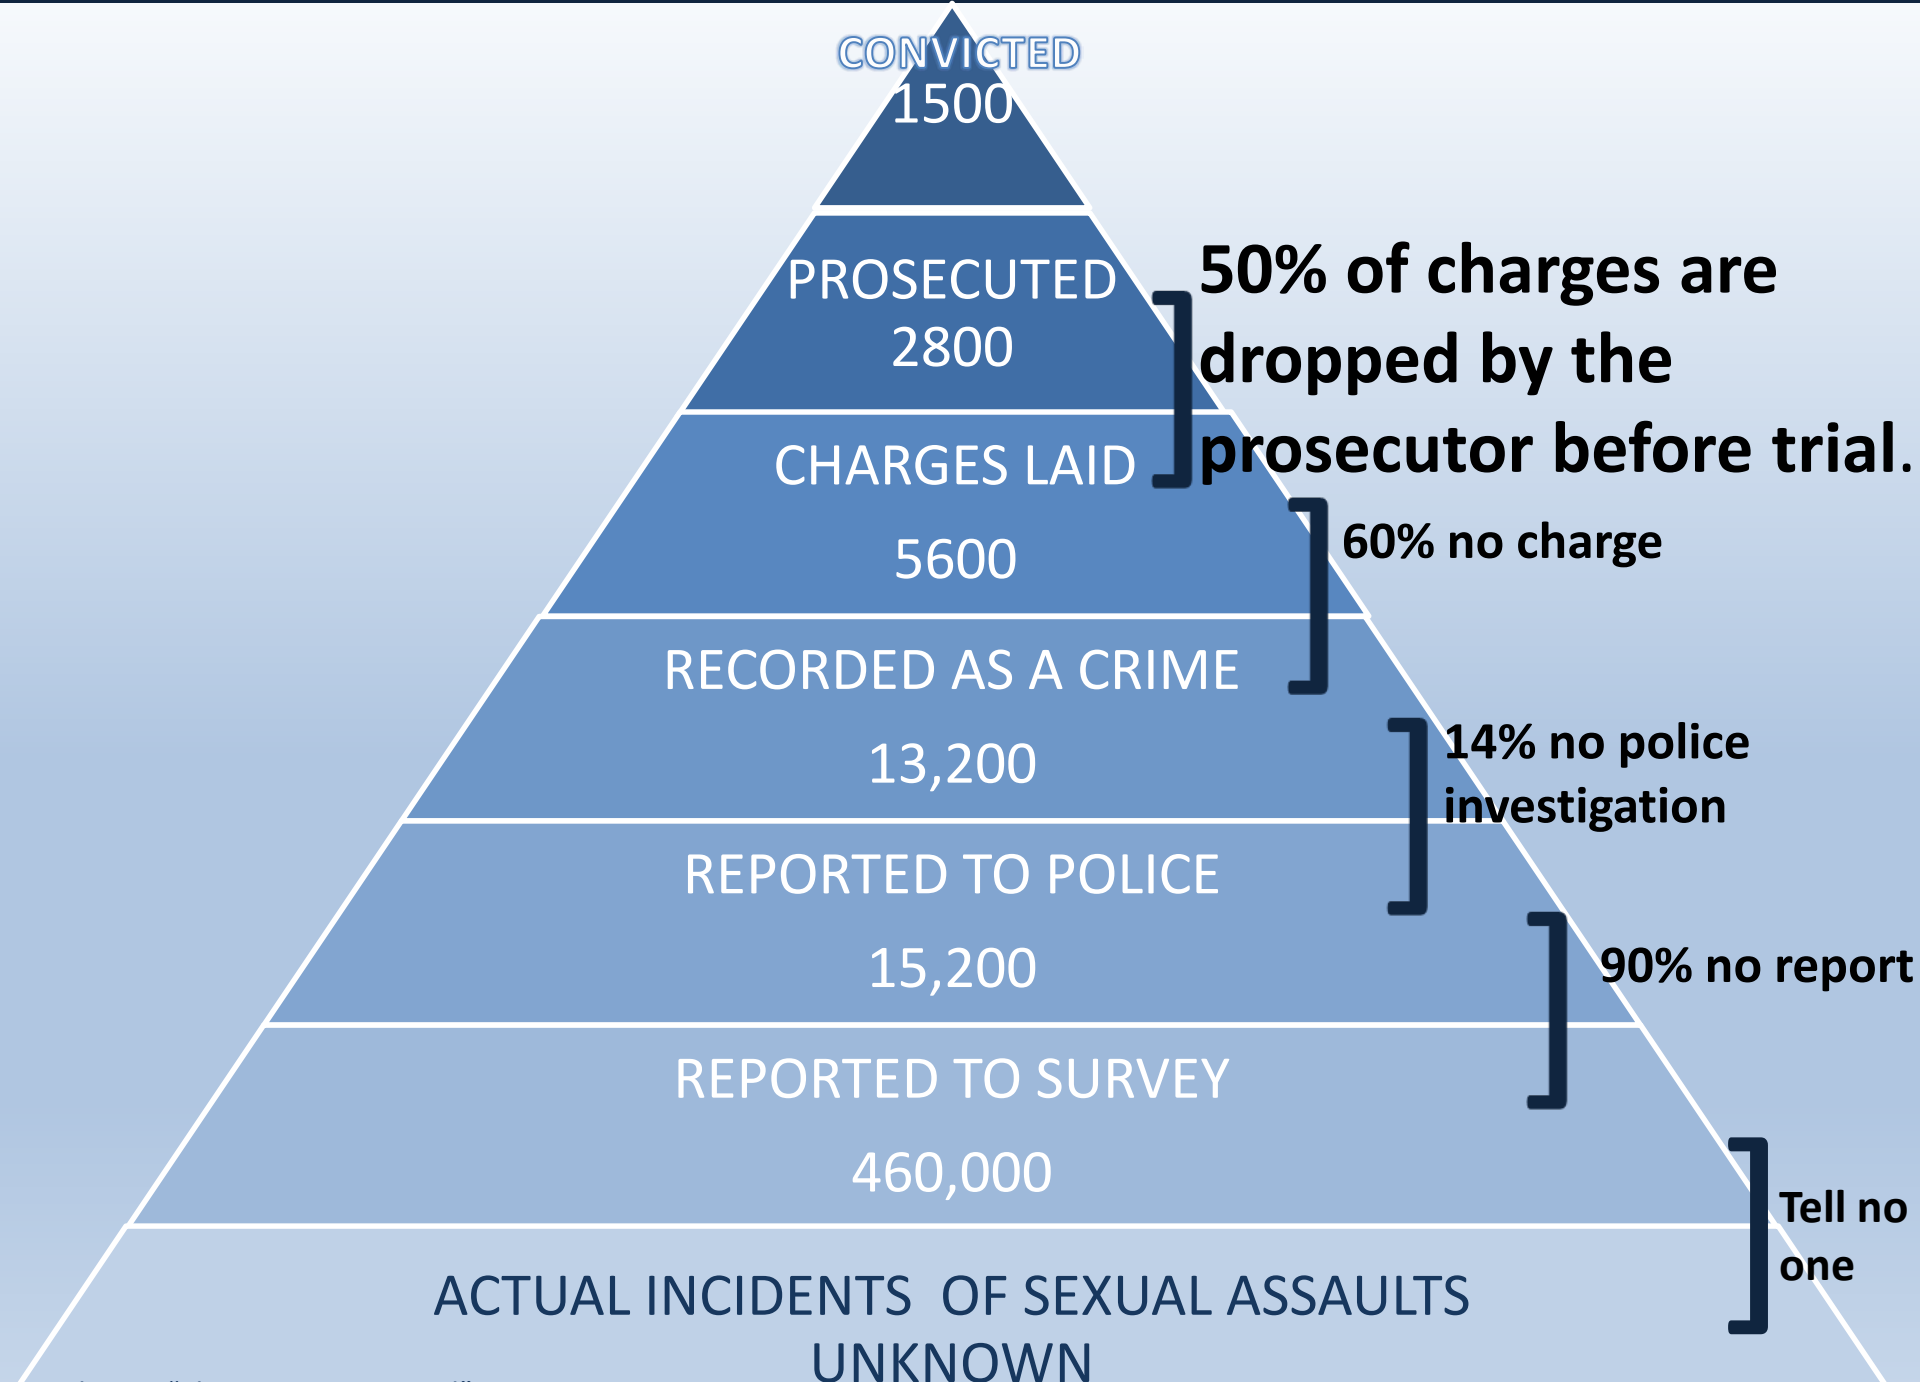 CONVICTED
1500
PROSECUTED
2800
50% of charges are
dropped by the
prosecutor before trial.
CHARGES LAID
5600
60% no charge
RECORDED AS A CRIME
13,200
14% no police
investigation
REPORTED TO POLICE
15,200
90% no report
REPORTED TO SURVEY
460,000
Tell no
one
ACTUAL INCIDENTS OF SEXUAL ASSAULTS
UNKNOWN